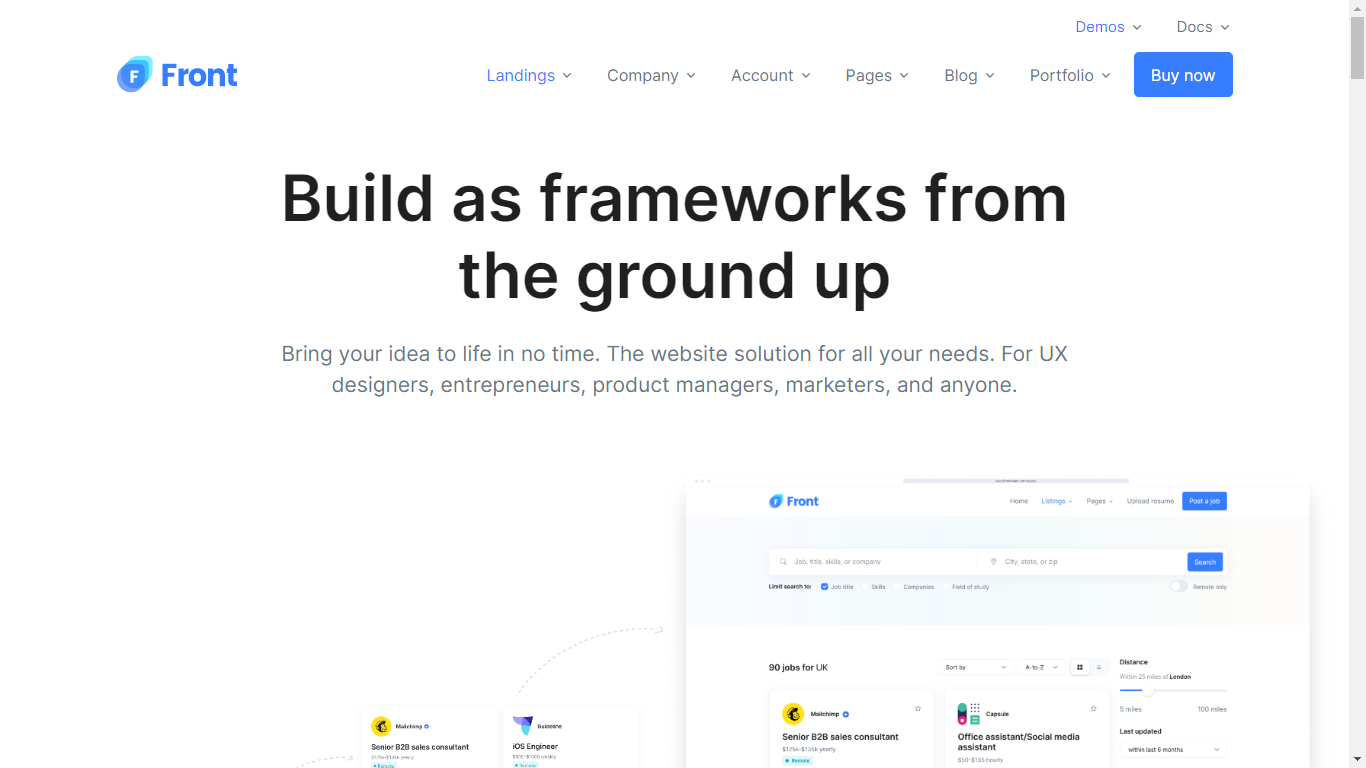 Demos
Docs
Front
Landings
Company
Account
Pages
Blog
Portfolio
Buy now
Build as frameworks from
the ground up
Bring your idea to life in no time. The website solution for all your needs. For UX
designers, entrepreneurs, product managers, marketers, and anyone.
Front
Home
Listings
Pages
Upload resume
Post a job
Job, title, skills, or company
City, state, or zip
Search
Limit search to:
Job title
Skills
Companies
Field of study
Remote only
90 jobs for UK
Sort by
A-to-Z
Distance
Within 25 miles of London
5 miles
100 miles
Last updated
within last 6 months
Mailchimp
Senior B2B sales consultant
$125k-$135k yearly
Remote
Capsule
Office assistant/Social media
assistant
$50-$135 hourly
Mailchimp
Senior B2B sales consultant
$125k-$135k yearly
Remote
Guideline
iOS Engineer
Remote